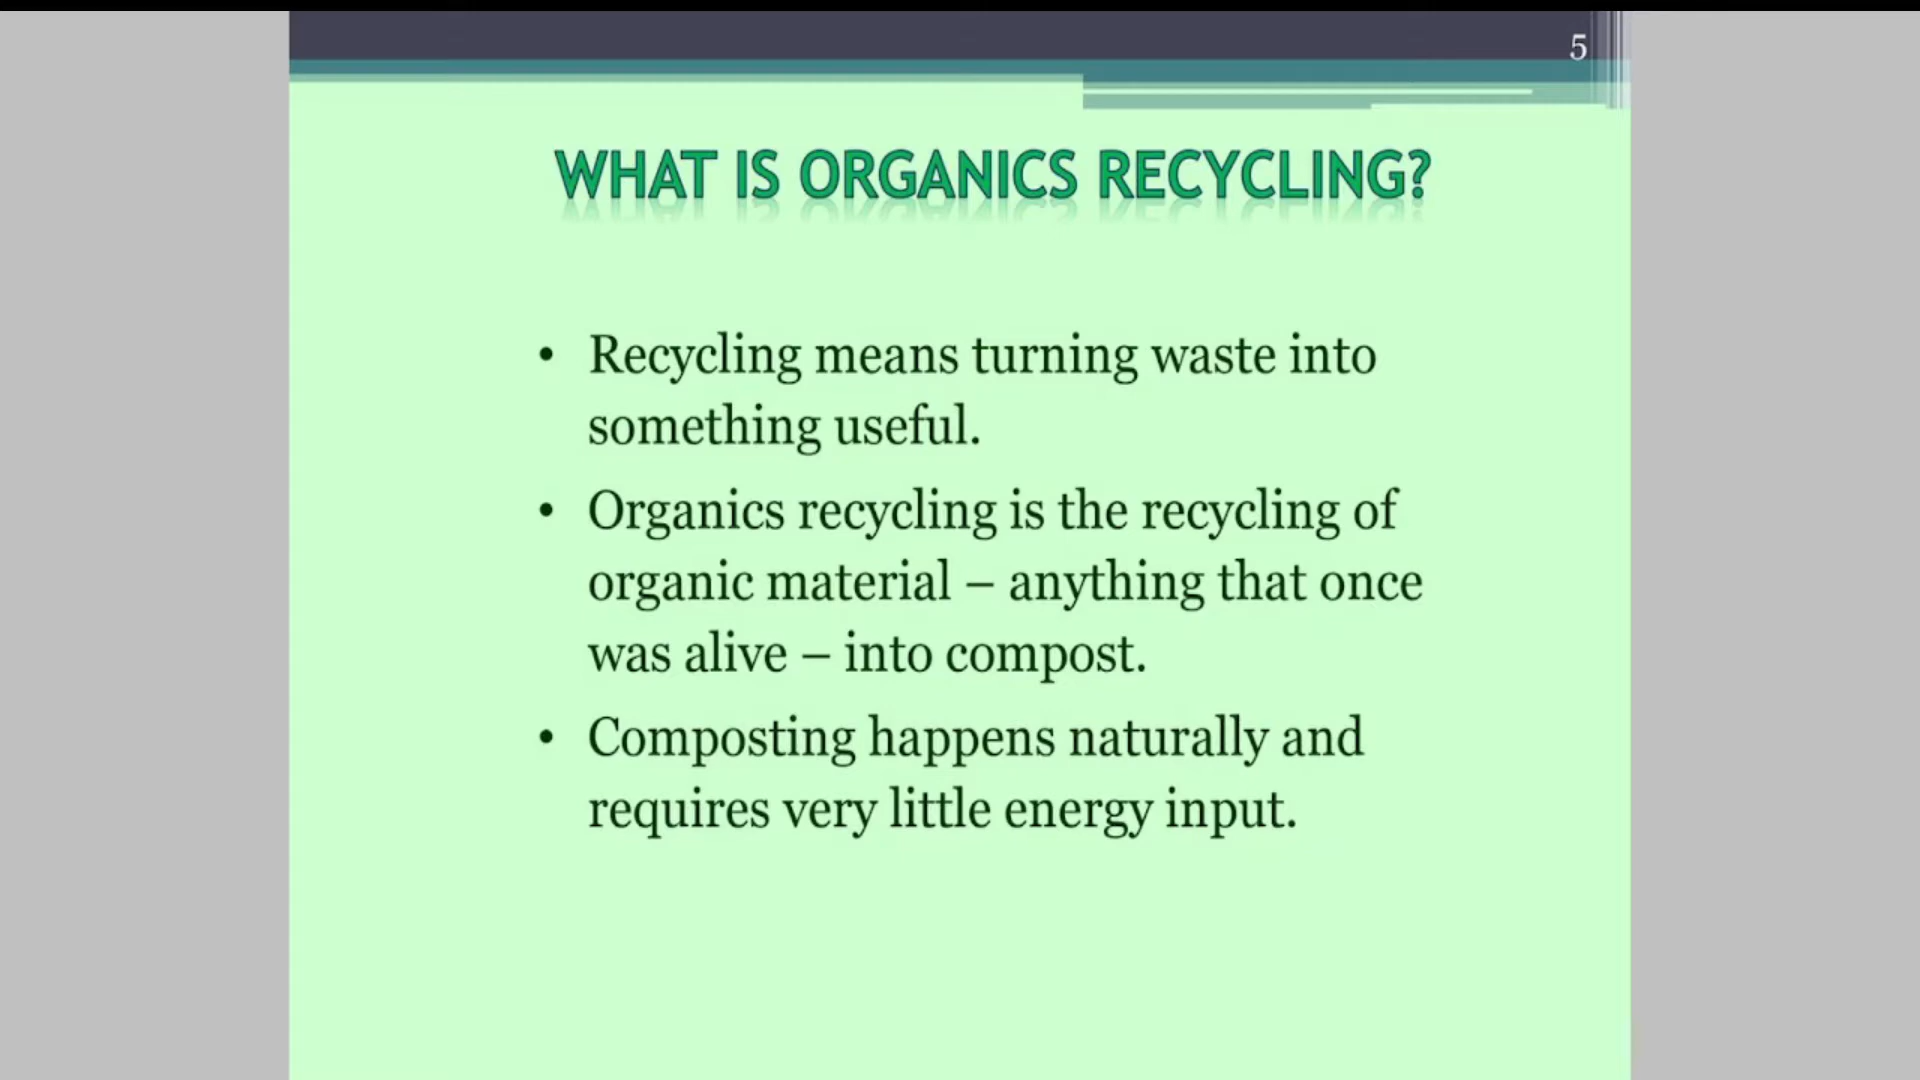 5
WHAT IS ORGANICS RECYCLING?
• Recycling means turning waste into
something useful.
• Organics recycling is the recycling of
organic material – anything that once
was alive – into compost.
• Composting happens naturally and
requires very little energy input.